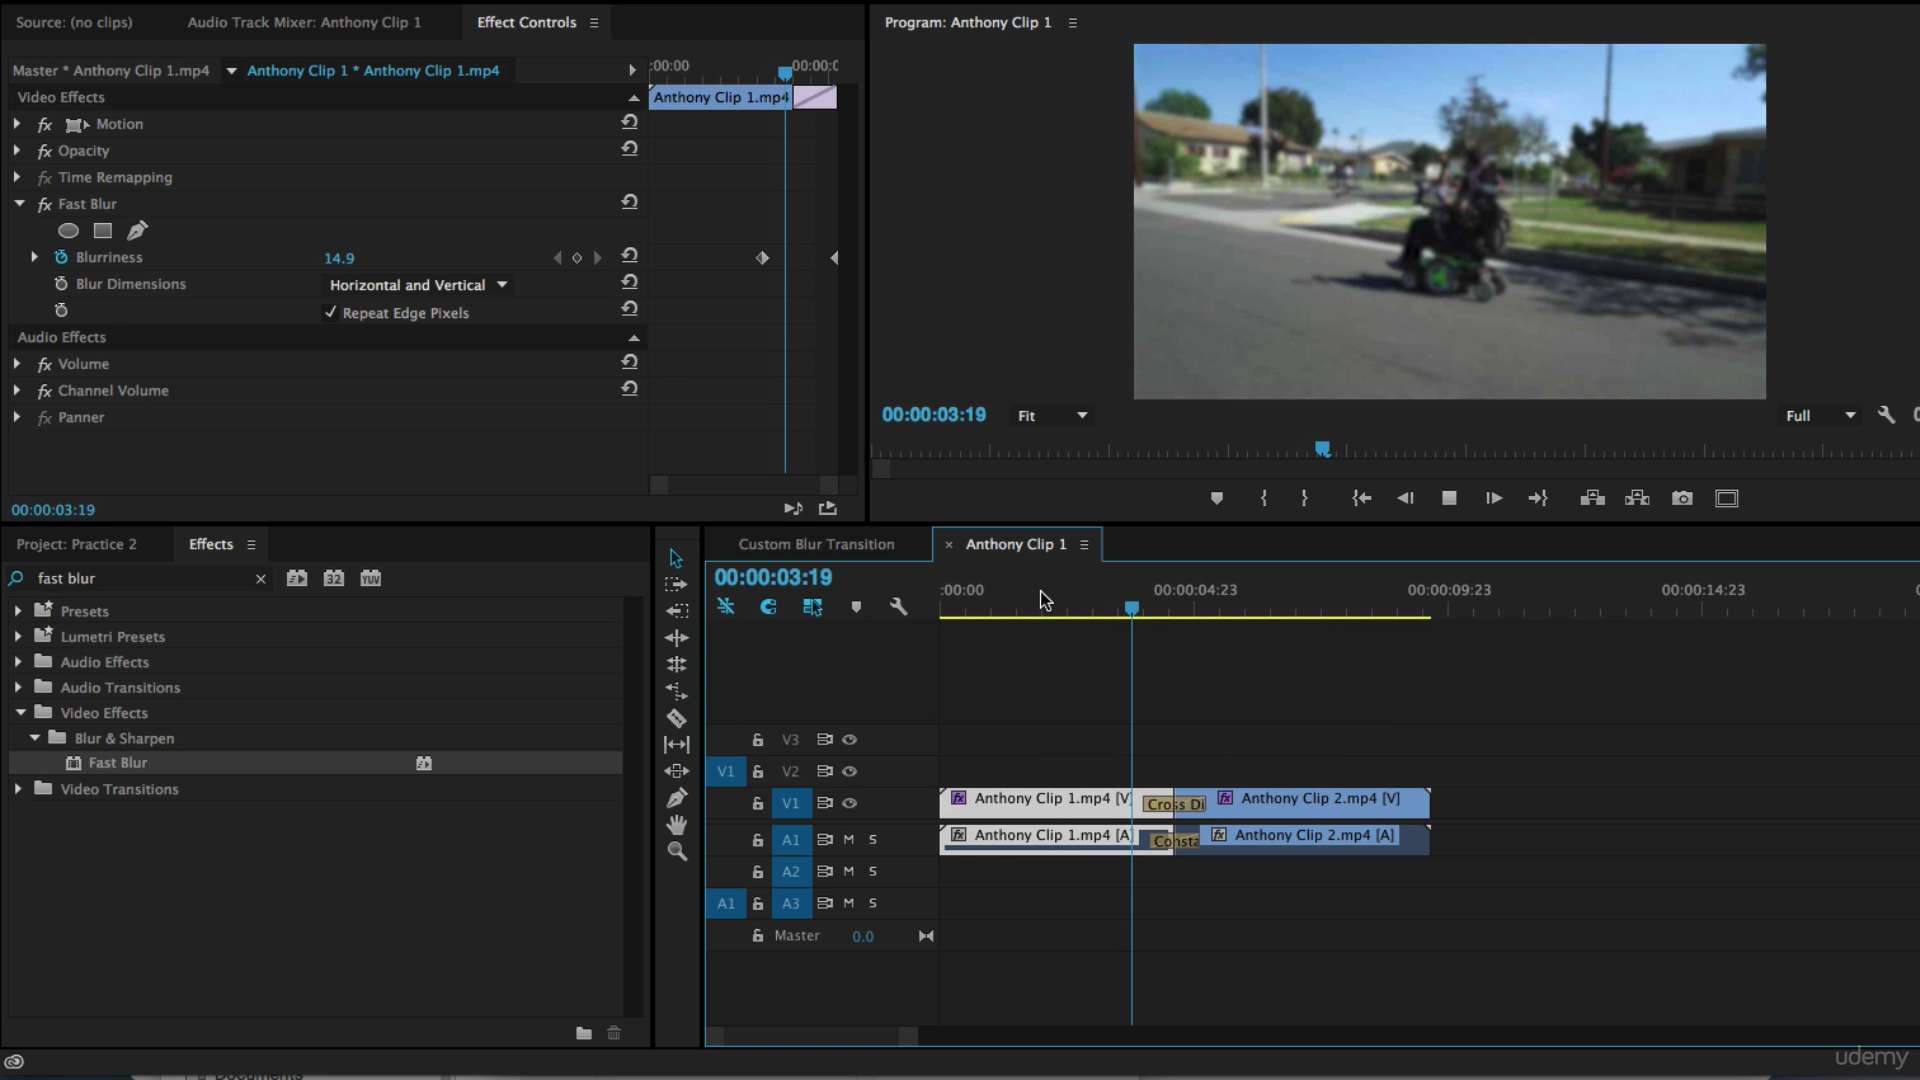 Source: (no clips)
Audio Track Mixer: Anthony Clip 1
Effect Controls
Program: Anthony Clip 1
Master * Anthony Clip 1.mp4
Anthony Clip 1 * Anthony Clip 1.mp4
:00:00
00:00:0
Video Effects
Anthony Clip 1.mp4
fx Motion
fx Opacity
fx Time Remapping
fx Fast Blur
Blurriness
14.9
Blur Dimensions
Horizontal and Vertical
Repeat Edge Pixels
Audio Effects
fx Volume
fx Channel Volume
fx Panner
00:00:03:19
00:00:03:19
Fit
Full
Project: Practice 2
Effects
fast blur
32
YUV
Presets
Lumetri Presets
Audio Effects
Audio Transitions
Video Effects
Blur & Sharpen
Fast Blur
Video Transitions
Custom Blur Transition
Anthony Clip 1
00:00:03:19
:00:00
00:00:04:23
00:00:09:23
00:00:14:23
V3
V1 V2
V1
fx Anthony Clip 1.mp4 [V]
Cross Di
fx Anthony Clip 2.mp4 [V]
A1 M S
fx Anthony Clip 1.mp4 [A]
Consta
fx Anthony Clip 2.mp4 [A]
A2 M S
A1 A3 M S
Master 0.0
udemy
Documents